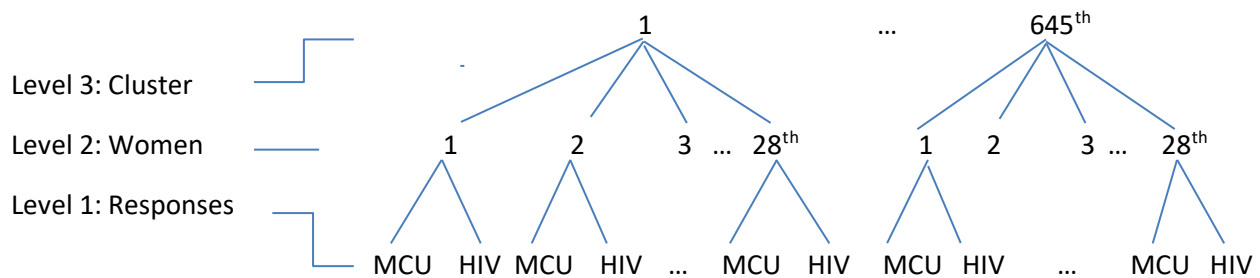 1 ... 645th
Level 3: Cluster
Level 2: Women 1 2 3 ... 28th 1 2 3 ... 28th
Level 1: Responses
MCU HIV MCU HIV ... MCU HIV MCU HIV ... MCU HIV